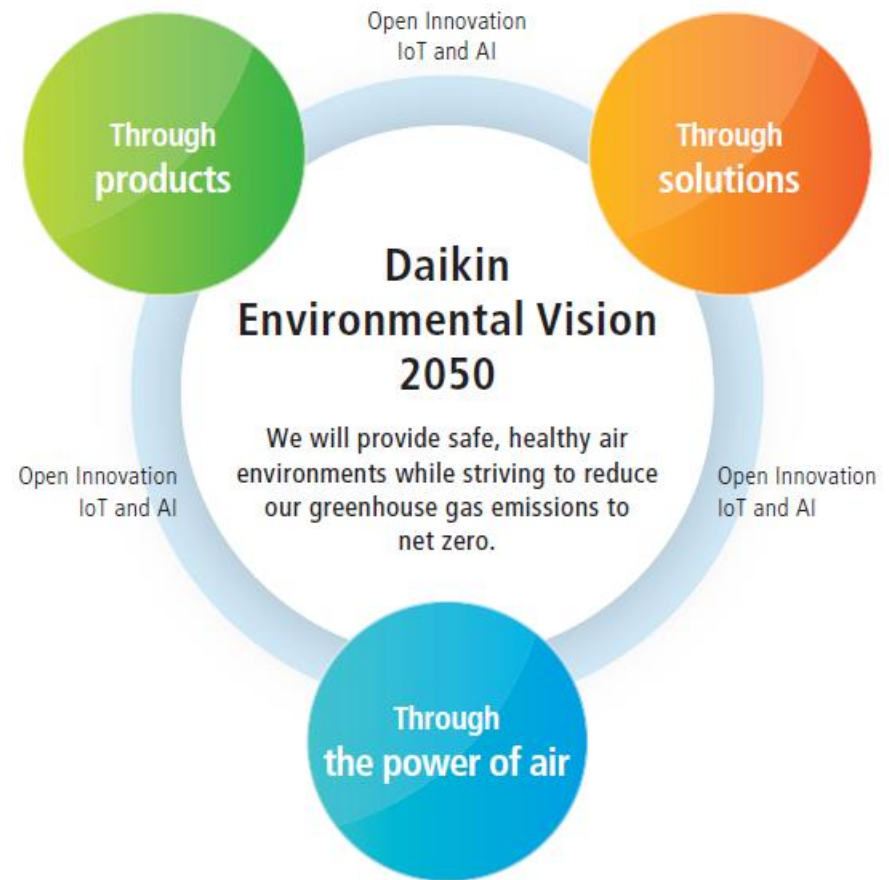 Open Innovation
IoT and AI
Through
products
Through
solutions
Daikin
Environmental Vision
2050
We will provide safe, healthy air
environments while striving to reduce
our greenhouse gas emissions to
net zero.
Open Innovation
IoT and AI
Open Innovation
IoT and AI
Through
the power of air